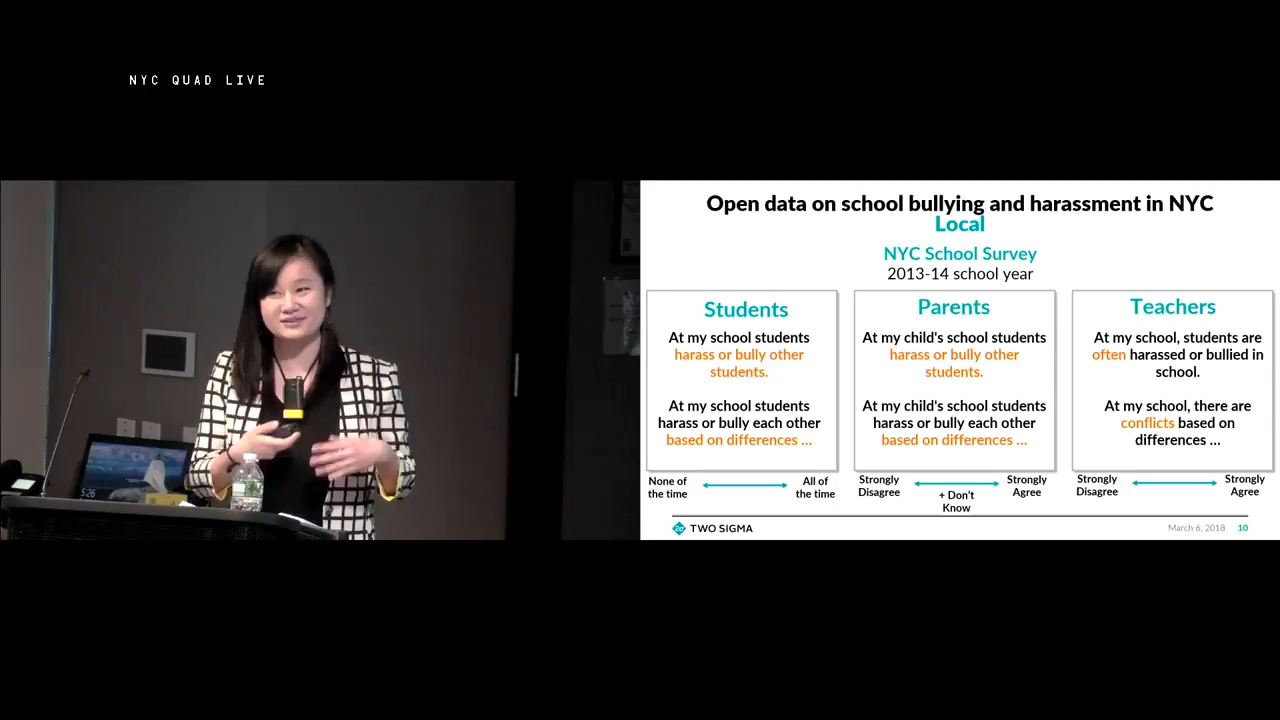 NYC QUAD LIVE
Open data on school bullying and harassment in NYC
Local
NYC School Survey
2013-14 school year
Students
At my school students
harass or bully other
students.
At my school students
harass or bully each other
based on differences ...
None of
the time
All of
the time
Parents
At my child's school students
harass or bully other
students.
At my child's school students
harass or bully each other
based on differences ...
Strongly
Disagree
+ Don't
Know
Strongly
Agree
Teachers
At my school, students are
often harassed or bullied in
school.
At my school, there are
conflicts based on
differences ...
Strongly
Disagree
Strongly
Agree
TWO SIGMA
March 6, 2018
10
5:26